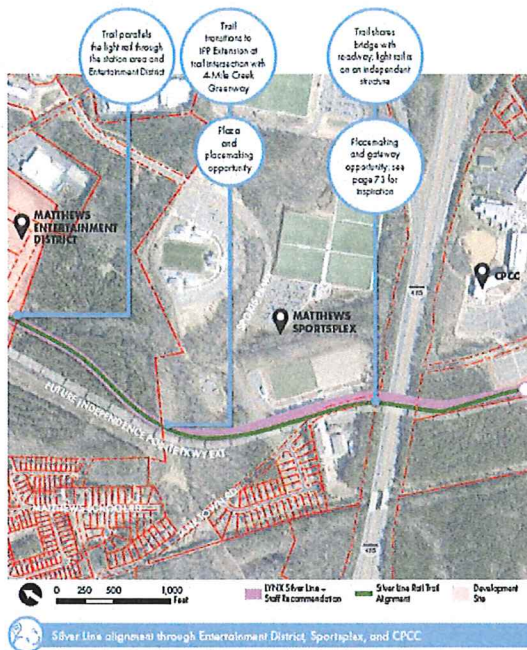 Trail parallels
the light rail through
the station area and
Entertainment District
Trail
transitions to
IPP Extension at
trail intersection with
4-Mile Creek
Greenway
Plaza
and
placemaking
opportunity
Trail shares
bridge with
roadway; light rail is
on an independent
structure
Placemaking
and gateway
opportunity; see
page 73 for
inspiration
MATTHEWS
ENTERTAINMENT
DISTRICT
MATTHEWS
SPORTSPLEX
CPCC
485
FUTURE INDEPENDENCE POINTE PKWY EXT
MATTHEWS SCHOOL RD
485
0 250 500 1,000
Feet
LYNX Silver Line –
Staff Recommendation
Silver Line Rail Trail
Alignment
Development
Site
Silver Line alignment through Entertainment District, Sportsplex, and CPCC